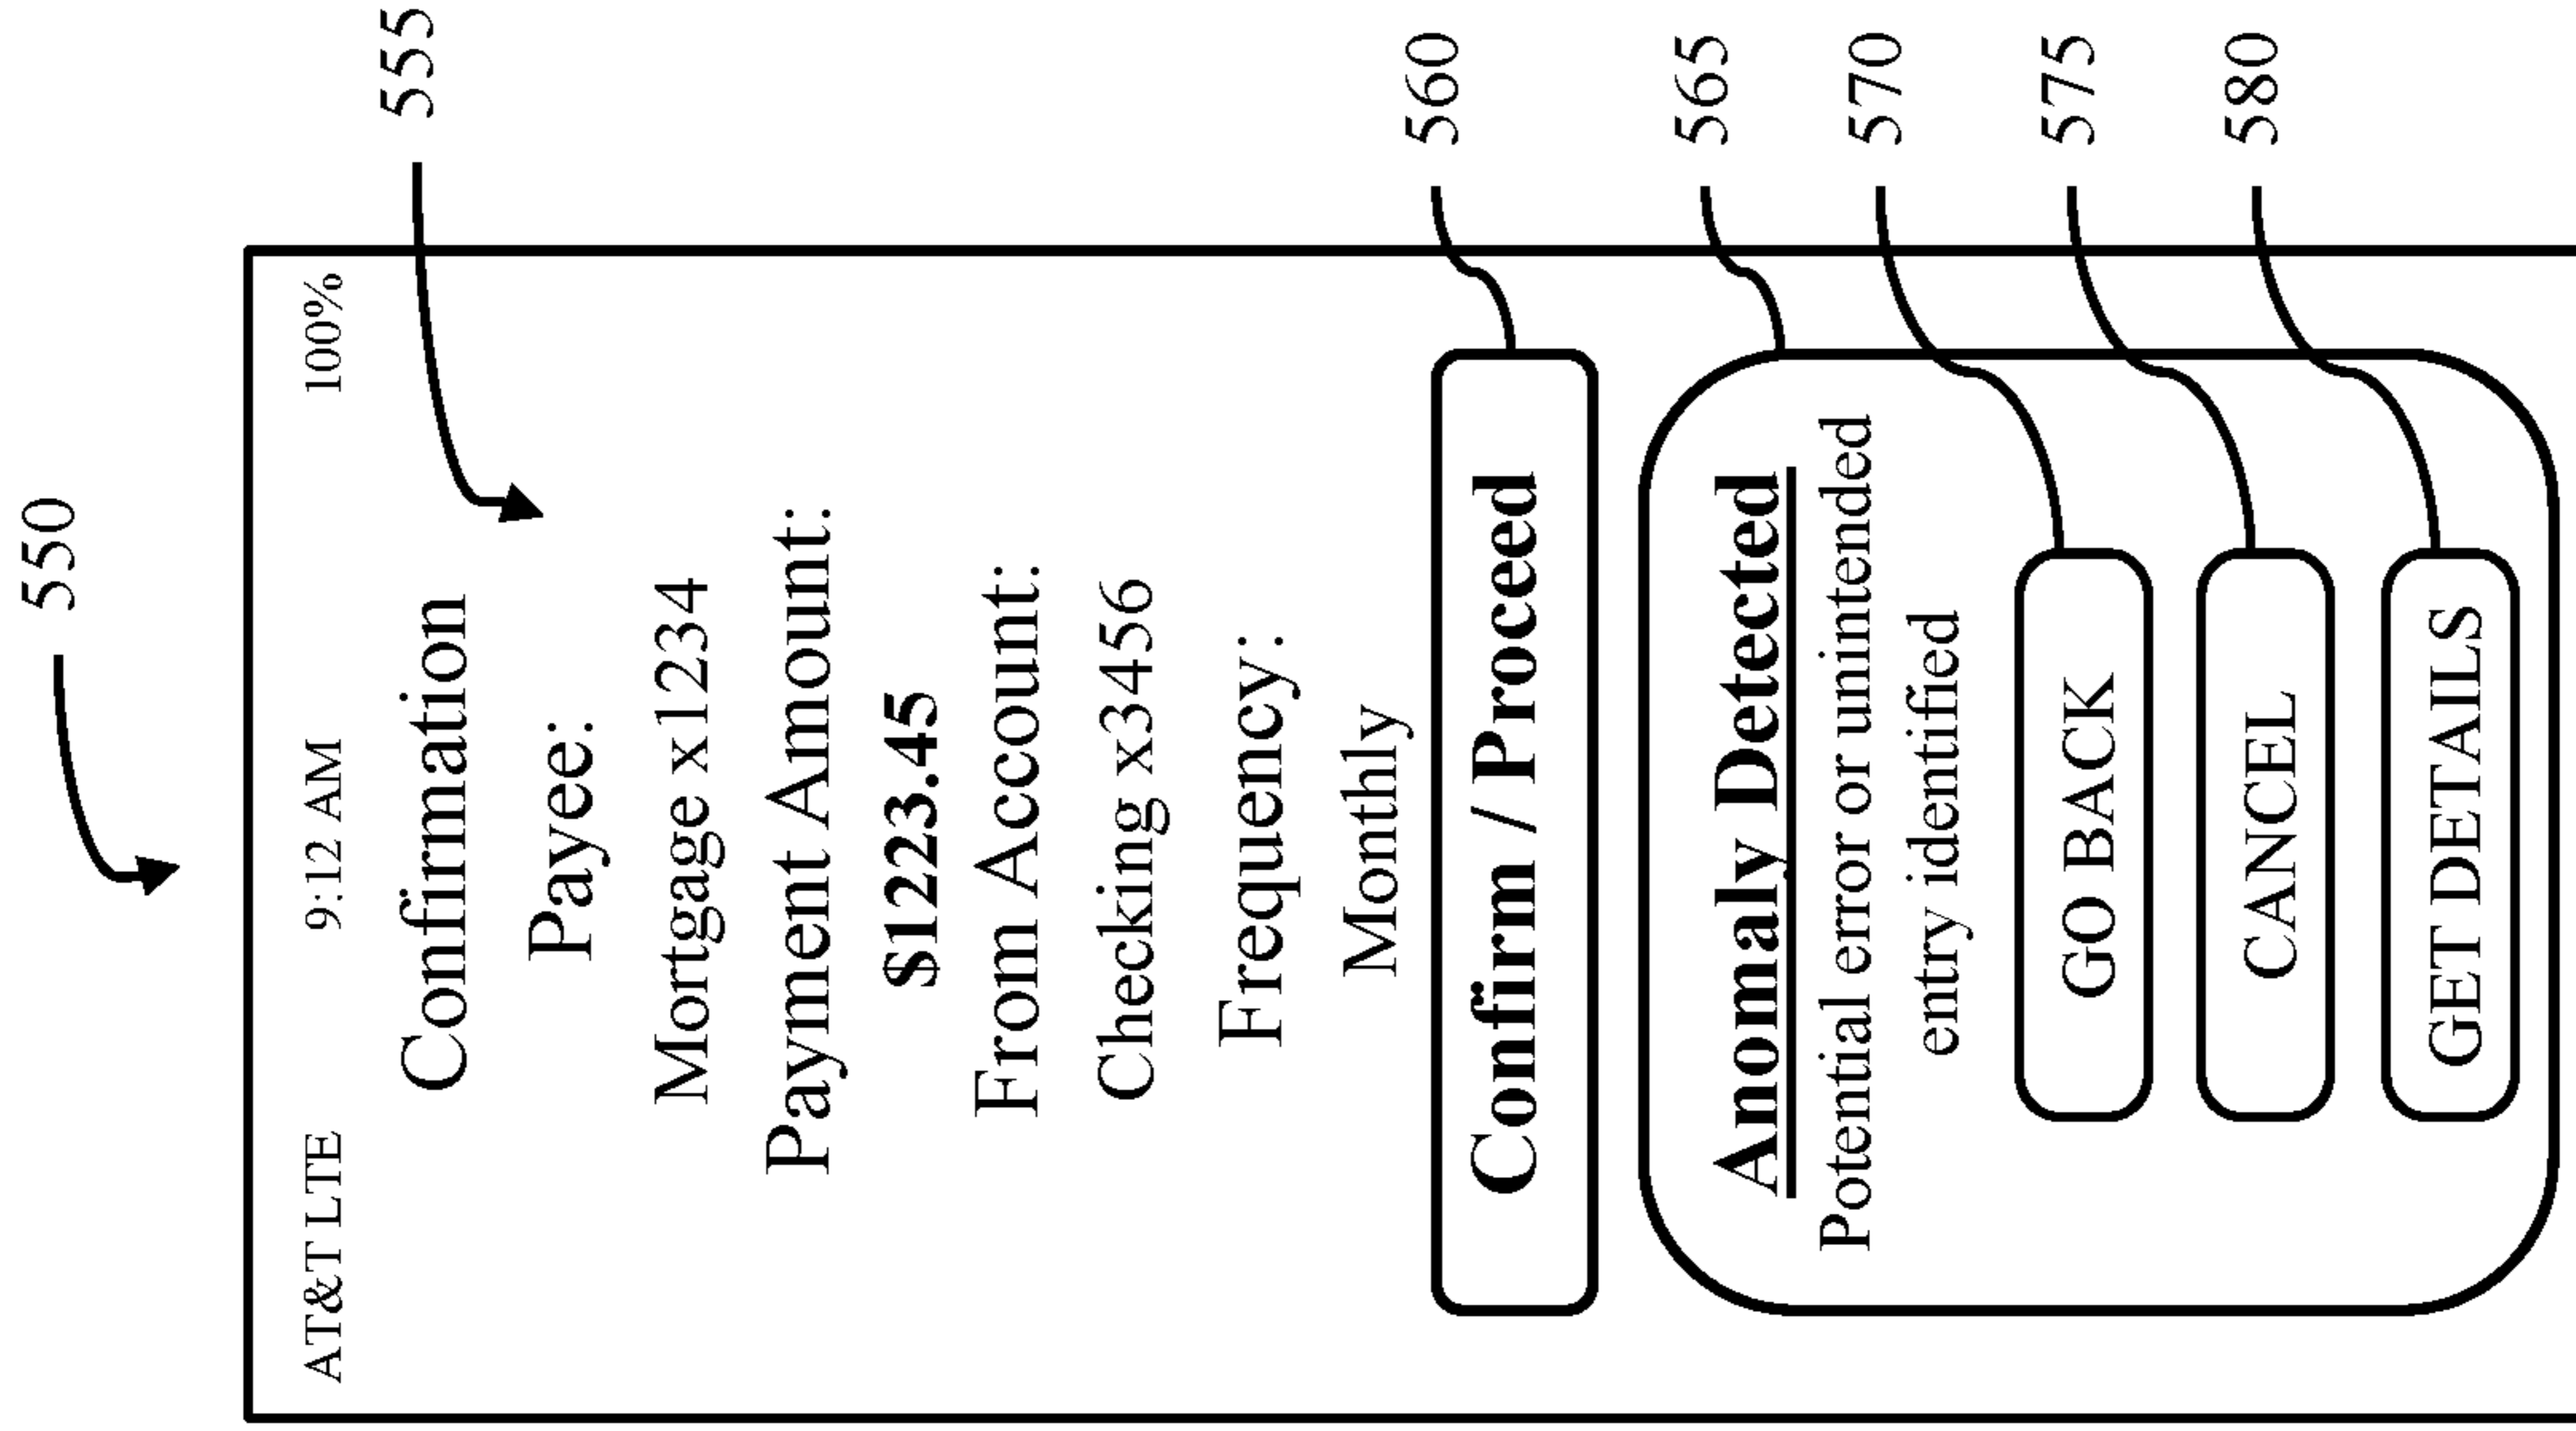 550
AT&T LTE 9:12 AM 100%
555
Confirmation
Payee:
Mortgage x1234
Payment Amount:
$1223.45
From Account:
Checking x3456
Frequency:
Monthly
560
Confirm / Proceed
565
Anomaly Detected
Potential error or unintended
entry identified
570
GO BACK
575
CANCEL
580
GET DETAILS